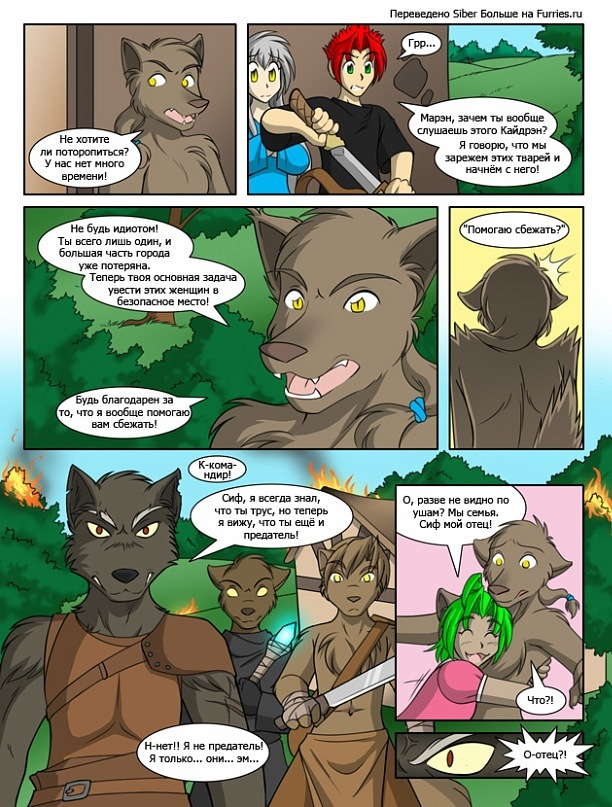 Переведено Siber Больше на Furries.ru
Не хотите
ли поторопиться?
У нас нет много
времени!
Грр...
Марэн, зачем ты вообще
слушаешь этого Кайдрэн?
Я говорю, что мы
зарежем этих тварей и
начнём с него!
Не будь идиотом!
Ты всего лишь один, и
большая часть города
уже потеряна.
Теперь твоя основная задача
увести этих женщин в
безопасное место!
Будь благодарен за
то, что я вообще помогаю
вам сбежать!
"Помогаю сбежать?"
К-кома-
ндир!
Сиф, я всегда знал,
что ты трус, но теперь
я вижу, что ты ещё и
предатель!
Н-нет!! Я не предатель!
Я только... они... эм...
О, разве не видно по
ушам? Мы семья.
Сиф мой отец!
Что?!
О-отец?!